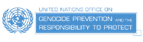 UNITED NATIONS OFFICE ON
GENOCIDE PREVENTION AND THE
RESPONSIBILITY TO PROTECT